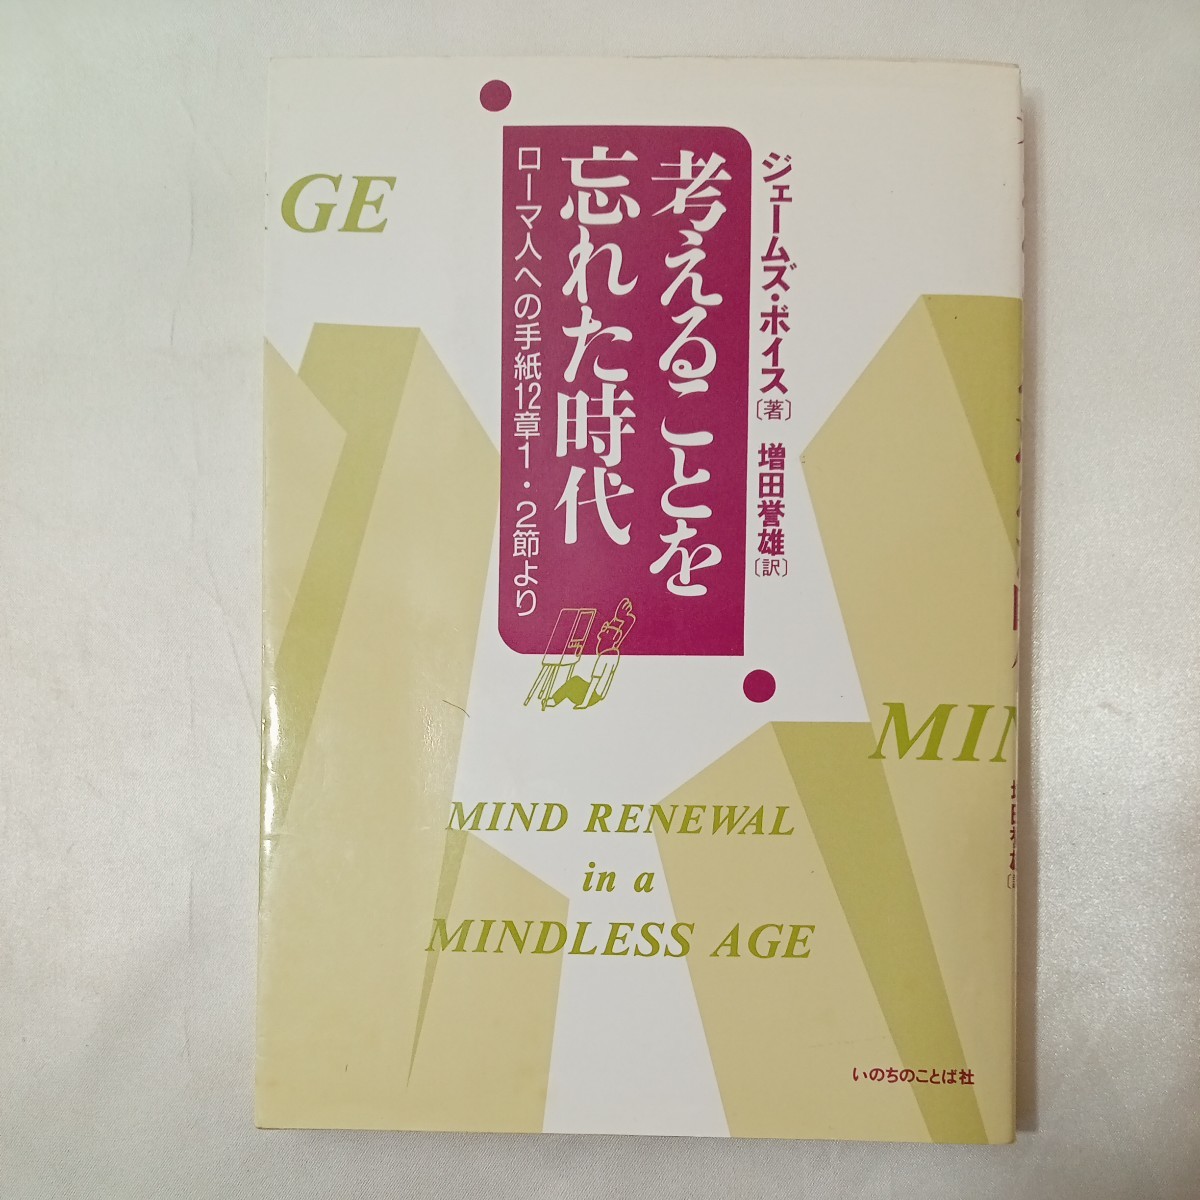 ジェームズ・ボイス〔著〕 増田誉雄〔訳〕
考えることを
忘れた時代
ローマ人への手紙12章1・2節より
GE
MIN
MIND RENEWAL
in a
MINDLESS AGE
いのちのことば社